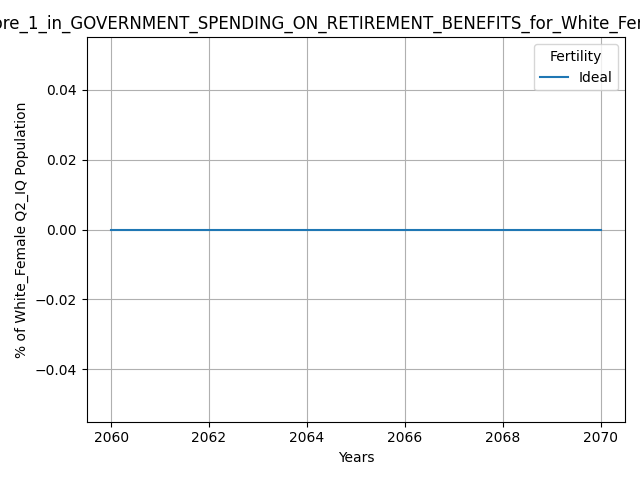 ore_1_in_GOVERNMENT_SPENDING_ON_RETIREMENT_BENEFITS_for_White_Fe
Fertility
Ideal
% of White_Female Q2_IQ Population
0.04
0.02
0.00
−0.02
−0.04
2060 2062 2064 2066 2068 2070
Years